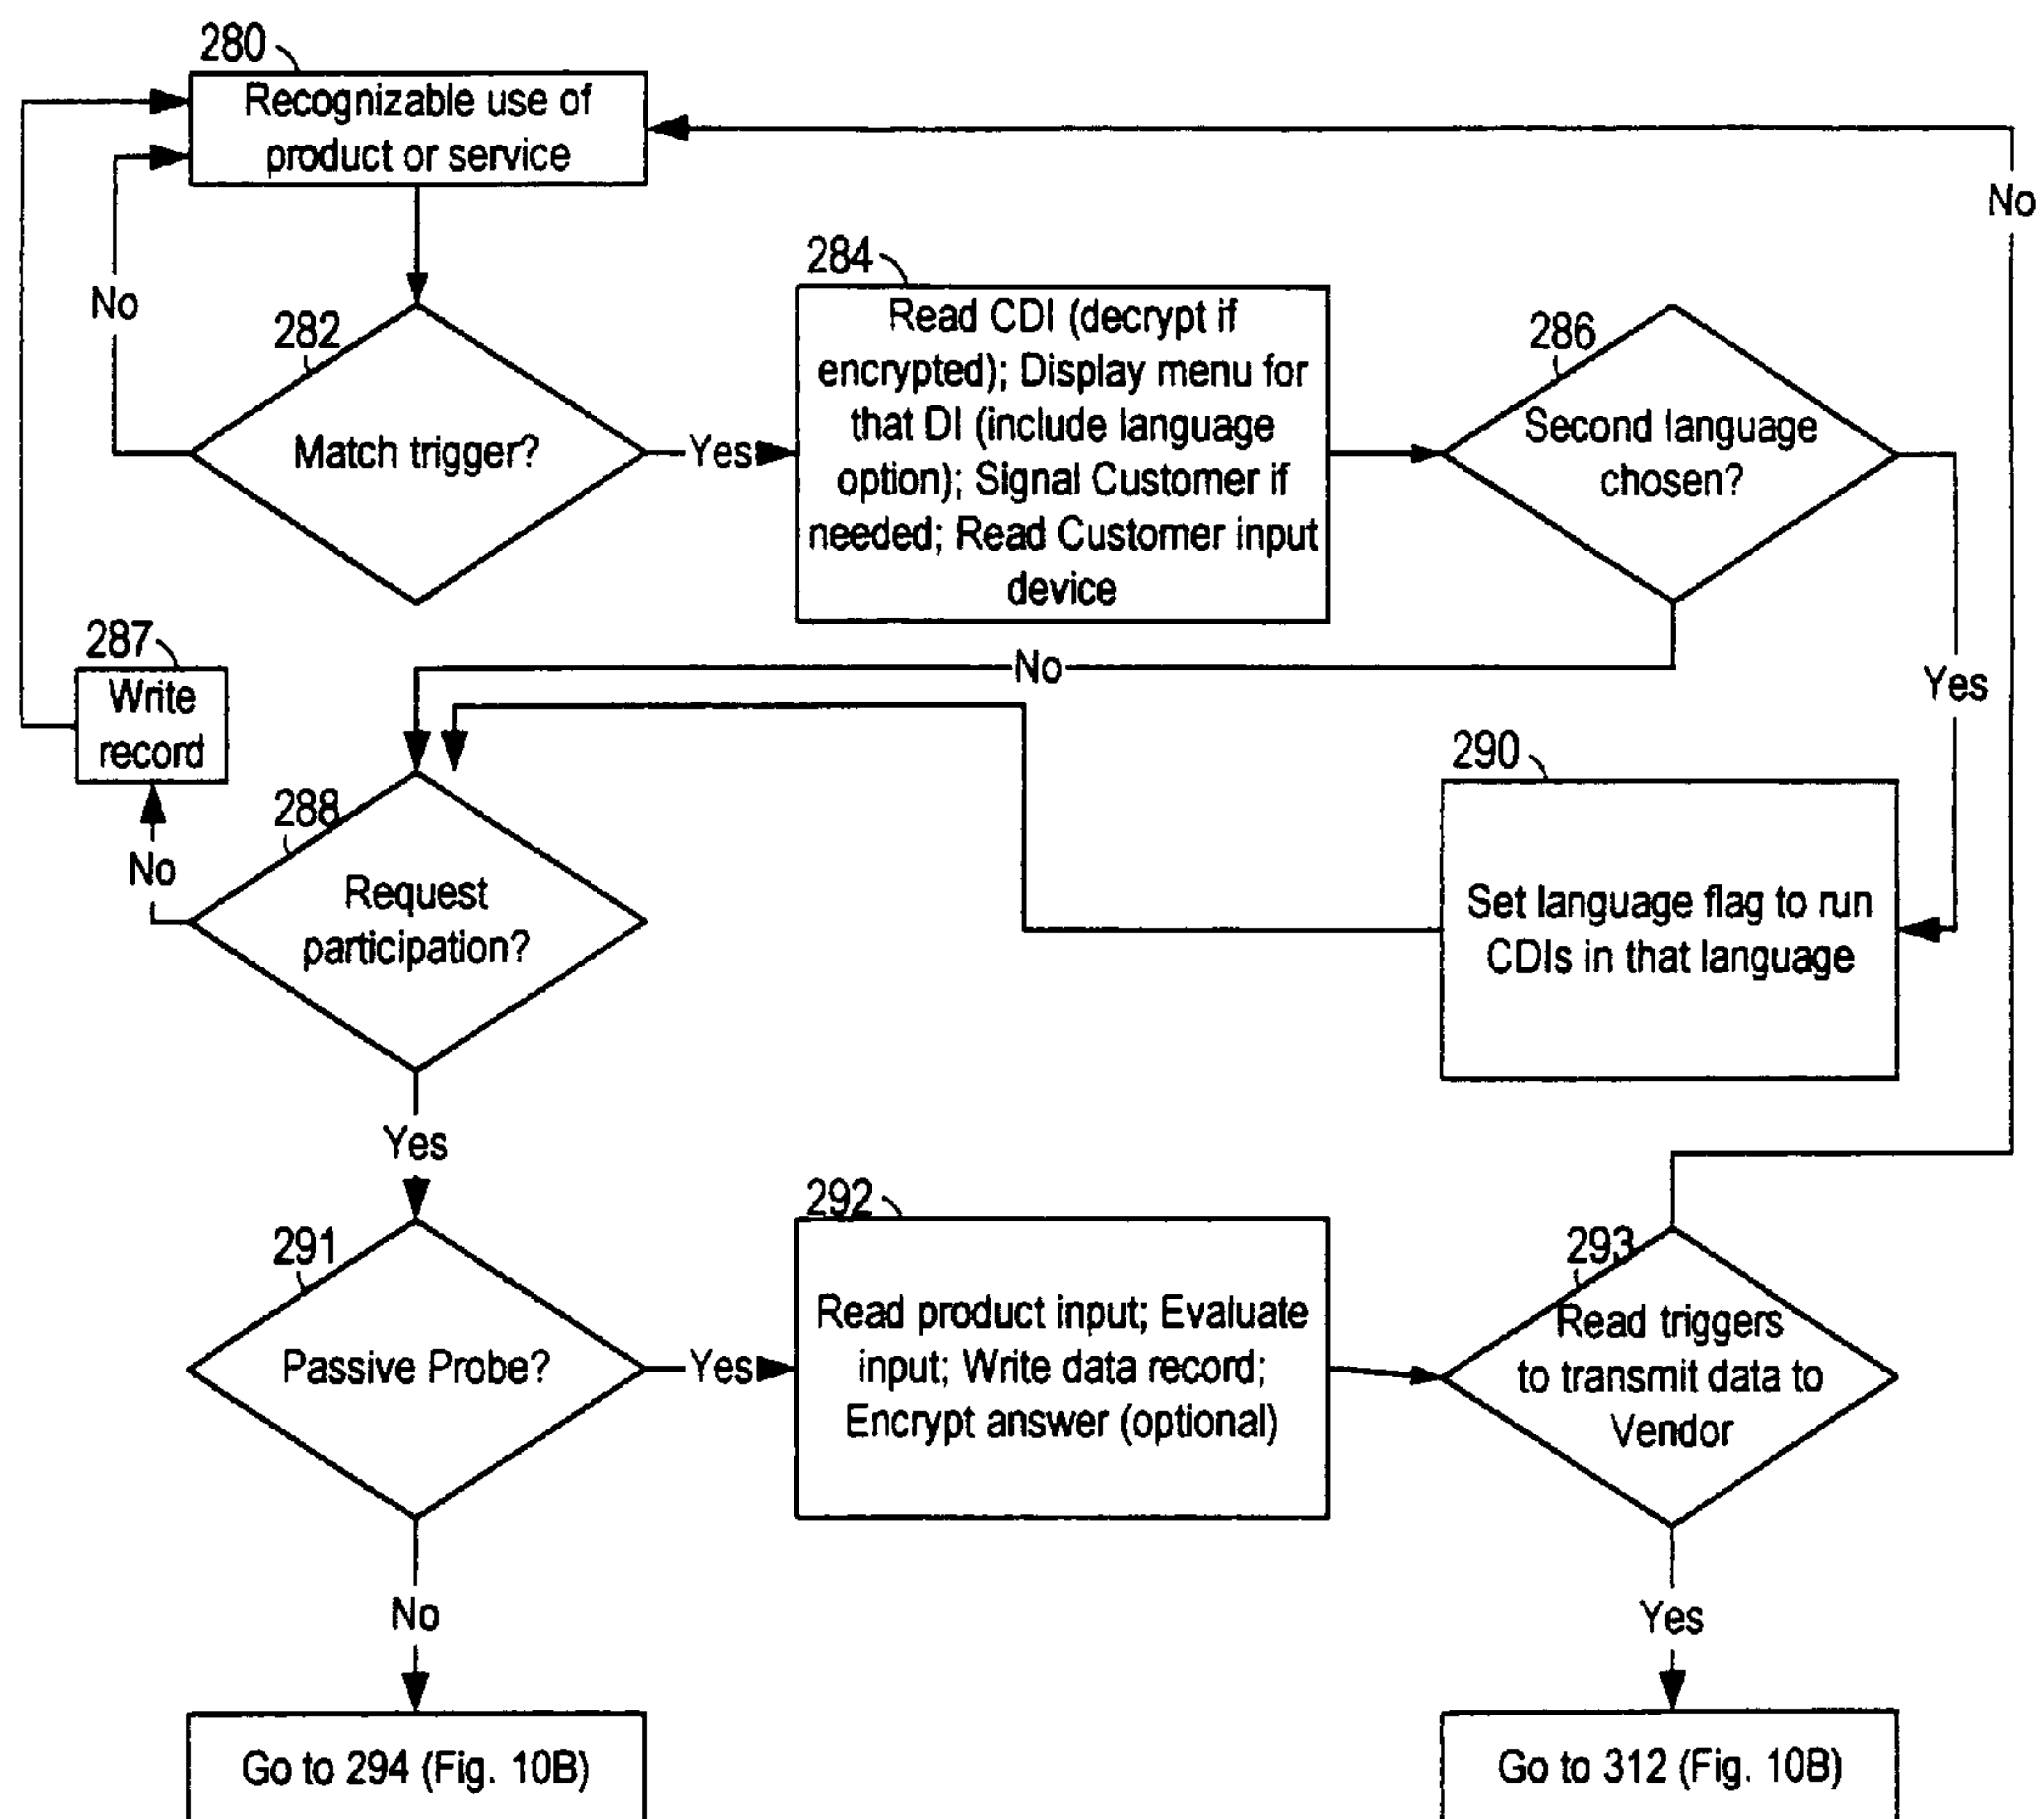 280
Recognizable use of
product or service
No
No
282
Match trigger?
Yes
284
Read CDI (decrypt if
encrypted); Display menu for
that DI (include language
option); Signal Customer if
needed; Read Customer input
device
286
Second language
chosen?
No
Yes
287
Write
record
No
288
Request
participation?
290
Set language flag to run
CDIs in that language
Yes
291
Passive Probe?
Yes
292
Read product input; Evaluate
input; Write data record;
Encrypt answer (optional)
293
Read triggers
to transmit data to
Vendor
No
Yes
Go to 294 (Fig. 10B)
Go to 312 (Fig. 10B)